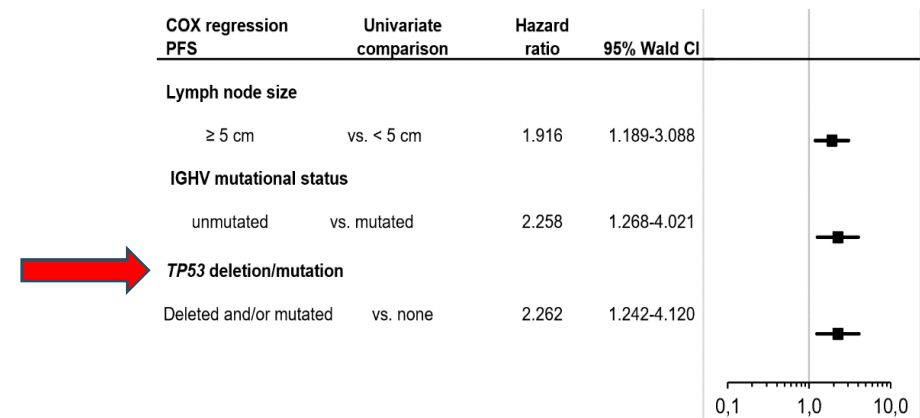 COX regression Univariate Hazard
PFS comparison ratio 95% Wald CI
Lymph node size
≥ 5 cm vs. < 5 cm 1.916 1.189-3.088
IGHV mutational status
unmutated vs. mutated 2.258 1.268-4.021
TP53 deletion/mutation
Deleted and/or mutated vs. none 2.262 1.242-4.120
0,1 1,0 10,0